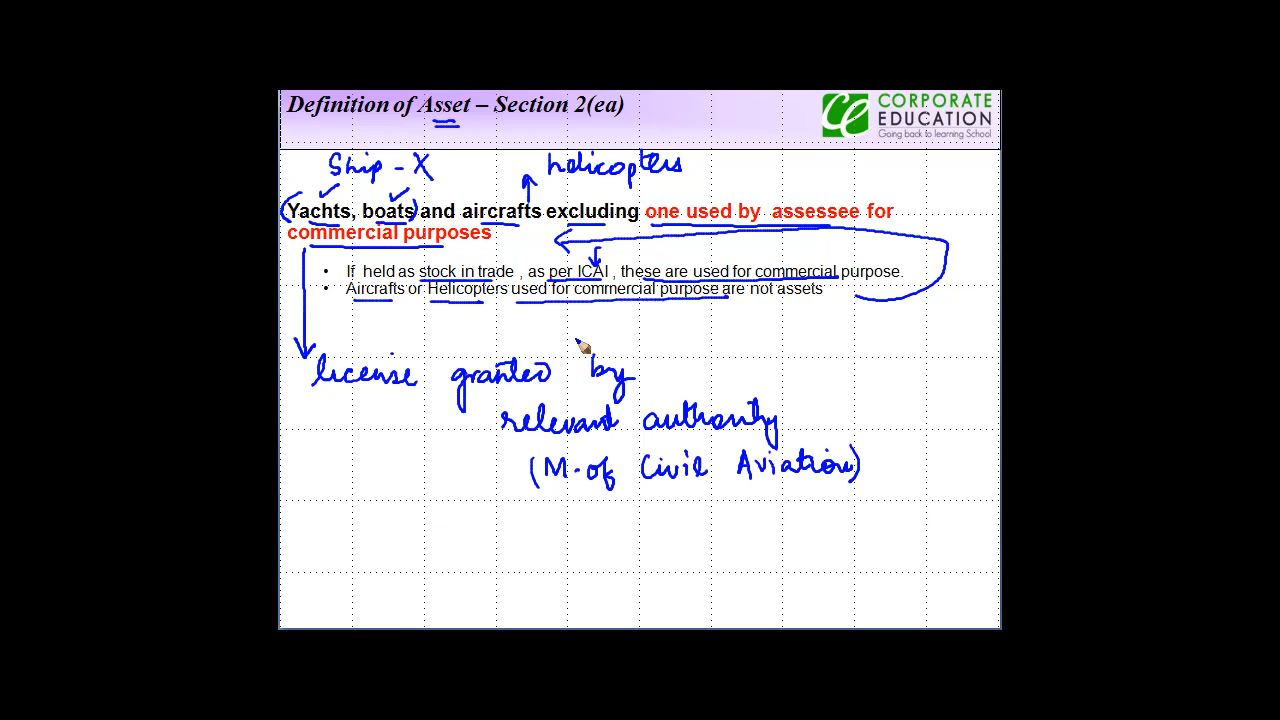 Definition of Asset – Section 2(ea)
CORPORATE
EDUCATION
Going back to learning School
Ship - X helicopters
(Yachts, boats) and aircrafts excluding one used by assessee for
commercial purposes
• If held as stock in trade , as per ICAI , these are used for commercial purpose.
• Aircrafts or Helicopters used for commercial purpose are not assets
license granted by
relevant authority
(M. of Civil Aviation)